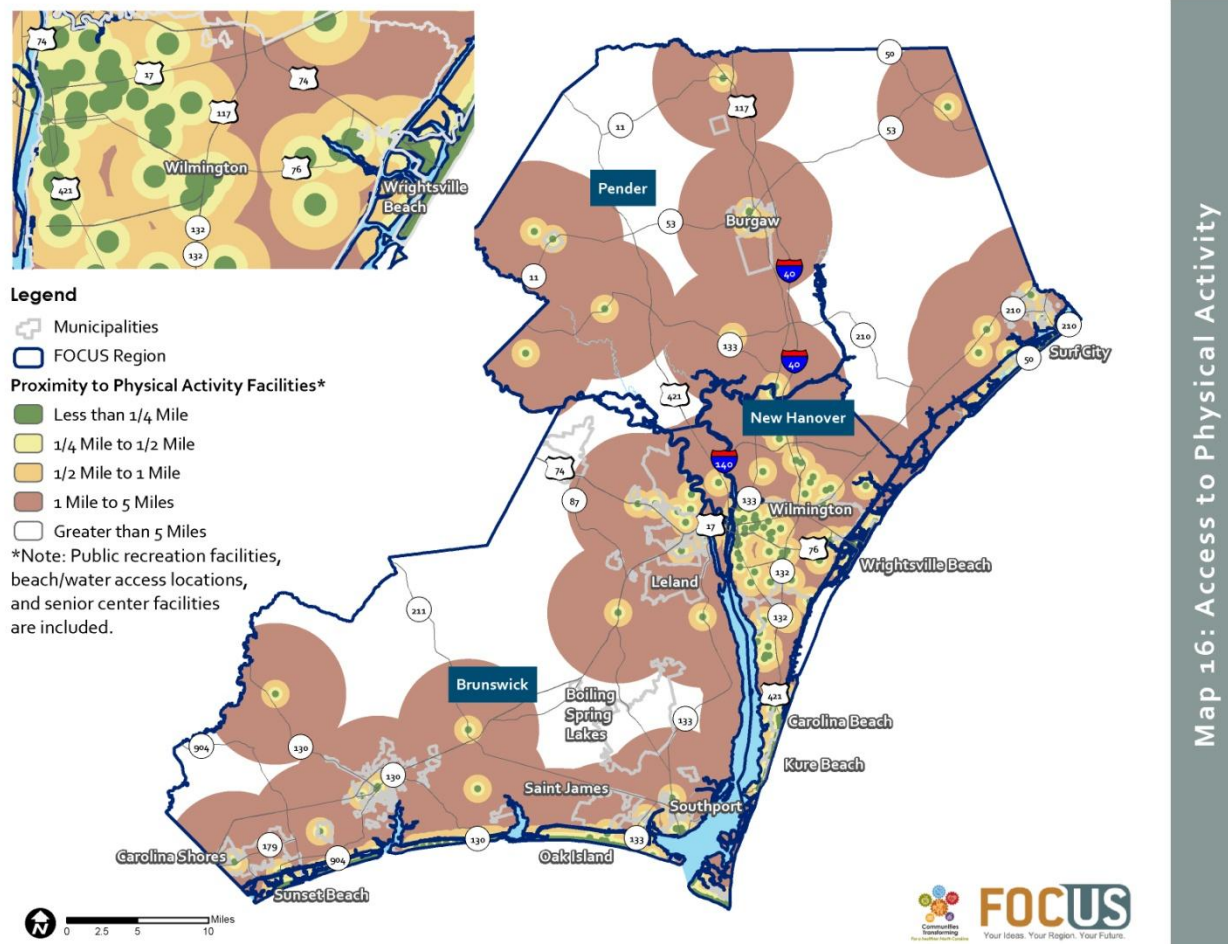 Map 16: Access to Physical Activity
74
17
74
117
Wilmington
76
421
Wrightsville
Beach
132
132
50
117
11
53
Pender
53
Burgaw
11
40
210
210
133
210
50
Surf City
40
421
New Hanover
74
140
87
133
Wilmington
17
76
Wrightsville Beach
132
Leland
211
132
Brunswick
Boiling
Spring
Lakes
421
133
Carolina Beach
904
130
Kure Beach
130
Saint James
Southport
179
130
133
Carolina Shores
904
Oak Island
Sunset Beach
Legend
Municipalities
FOCUS Region
Proximity to Physical Activity Facilities*
Less than 1/4 Mile
1/4 Mile to 1/2 Mile
1/2 Mile to 1 Mile
1 Mile to 5 Miles
Greater than 5 Miles
*Note: Public recreation facilities,
beach/water access locations,
and senior center facilities
are included.
N
Miles
0 2.5 5 10
Communities
Transforming
FOCUS
Your Ideas. Your Region. Your Future.